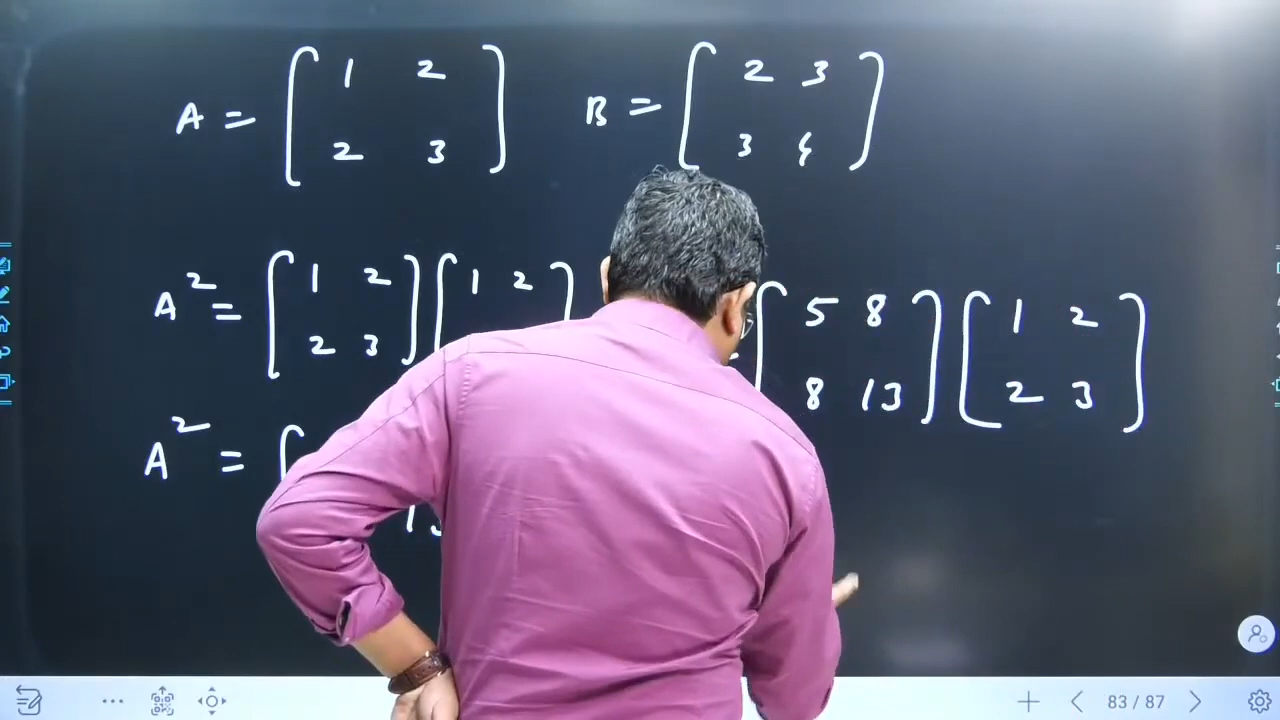 A = [ 1 2 ] B = [ 2 3 ]
2 3 3 4
A² = [ 1 2 ] [ 1 2 ] [ 5 8 ] [ 1 2 ]
2 3 8 13 2 3
A² = [
13
83 / 87